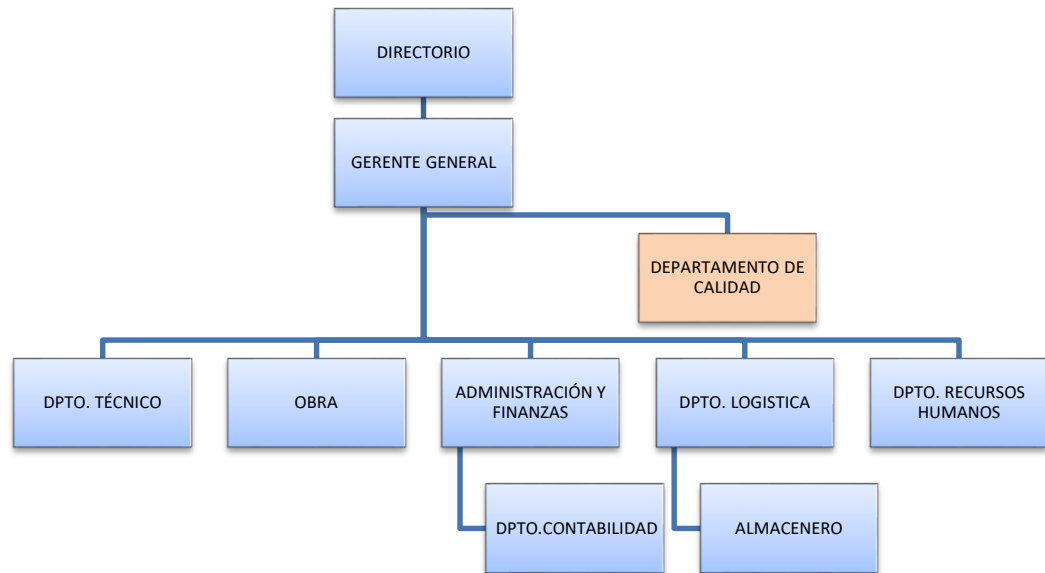 DIRECTORIO
GERENTE GENERAL
DEPARTAMENTO DE
CALIDAD
DPTO. TÉCNICO
OBRA
ADMINISTRACIÓN Y
FINANZAS
DPTO. LOGISTICA
DPTO. RECURSOS
HUMANOS
DPTO.CONTABILIDAD
ALMACENERO